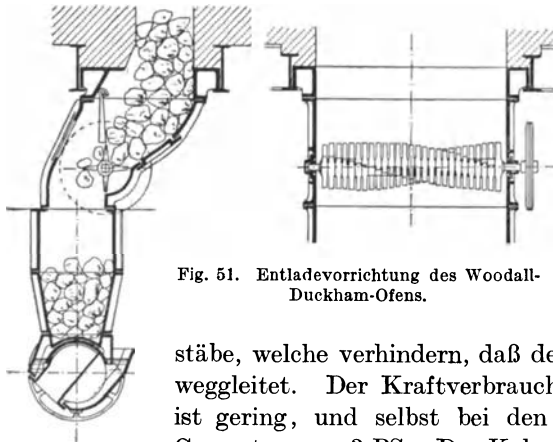 Fig. 51. Entladevorrichtung des Woodall-
Duckham-Ofens.
stäbe, welche verhindern, daß de
weggleitet. Der Kraftverbrauch
ist gering, und selbst bei den